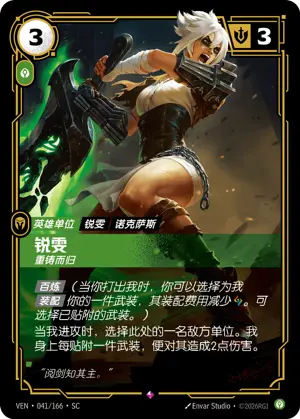 3
3
英雄单位 锐雯 诺克萨斯
锐雯
重铸而归
百炼（当你打出我时，你可以选择为我
装配 你的一件武装，其装配费用减少。可
选择已贴附的武装。）
当我进攻时，选择此处的一名敌方单位。我
身上每贴附一件武装，便对其造成2点伤害。
“阅剑知其主。”
VEN • 041/166 • SC
Envar Studio • ©2026RGI